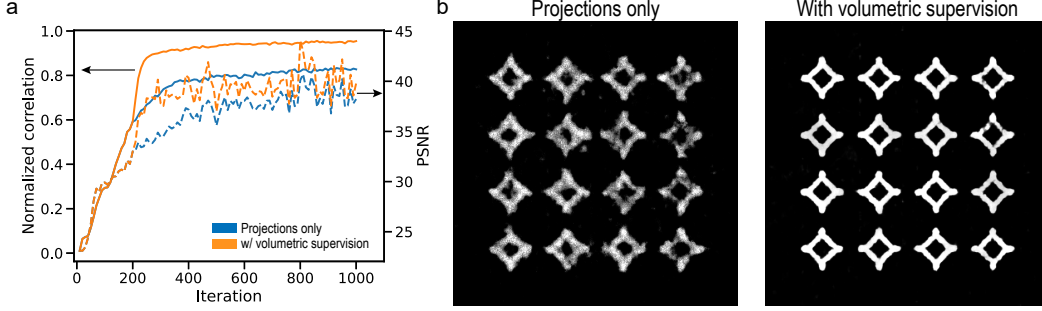 a
1.0
0.8
0.6
0.4
0.2
0.0
Normalized correlation
45
40
35
30
25
PSNR
0
200
400
600
800
1000
Iteration
Projections only
w/ volumetric supervision
b
Projections only
With volumetric supervision